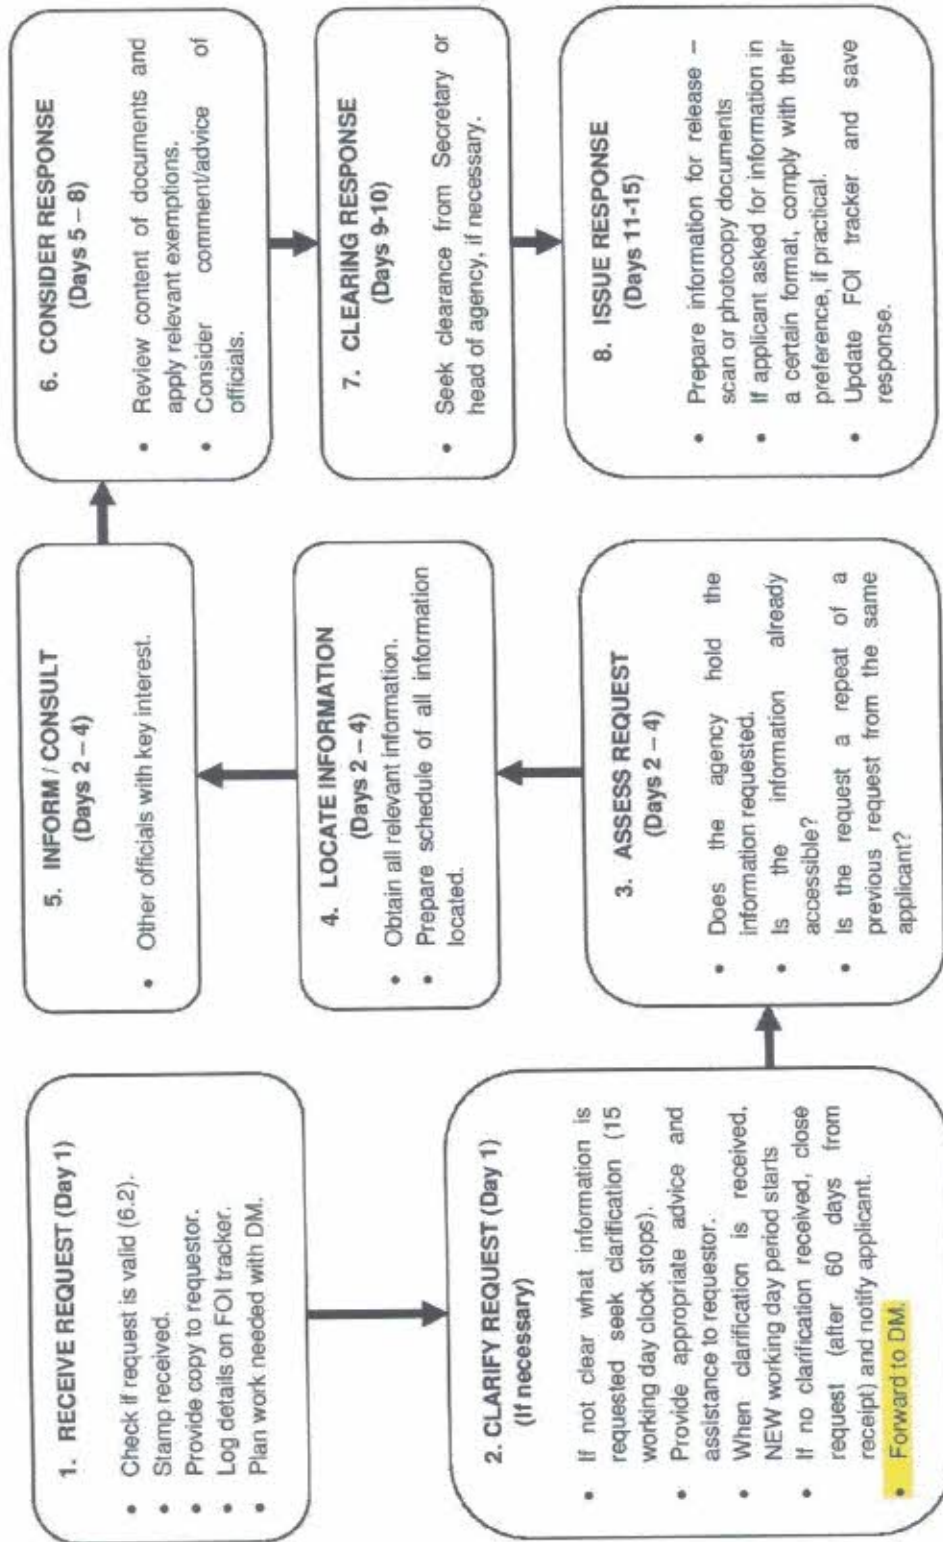 1. RECEIVE REQUEST (Day 1)
• Check if request is valid (6.2).
• Stamp received.
• Provide copy to requestor.
• Log details on FOI tracker.
• Plan work needed with DM.
2. CLARIFY REQUEST (Day 1)
(If necessary)
• If not clear what information is
requested seek clarification (15
working day clock stops).
• Provide appropriate advice and
assistance to requestor.
• When clarification is received.
NEW working day period starts
• If no clarification received, close
request (after 60 days from
receipt) and notify applicant.
• Forward to DM.
3. ASSESS REQUEST
(Days 2 – 4)
• Does the agency hold the
information requested.
• Is the information already
accessible?
• Is the request a repeat of a
previous request from the same
applicant?
4. LOCATE INFORMATION
(Days 2 – 4)
• Obtain all relevant information.
• Prepare schedule of all information
located.
5. INFORM / CONSULT
(Days 2 – 4)
• Other officials with key interest.
6. CONSIDER RESPONSE
(Days 5 – 8)
• Review content of documents and
apply relevant exemptions.
• Consider comment/advice of
officials.
7. CLEARING RESPONSE
(Days 9-10)
• Seek clearance from Secretary or
head of agency, if necessary.
8. ISSUE RESPONSE
(Days 11-15)
• Prepare information for release –
scan or photocopy documents
• If applicant asked for information in
a certain format, comply with their
preference, if practical.
• Update FOI tracker and save
response.